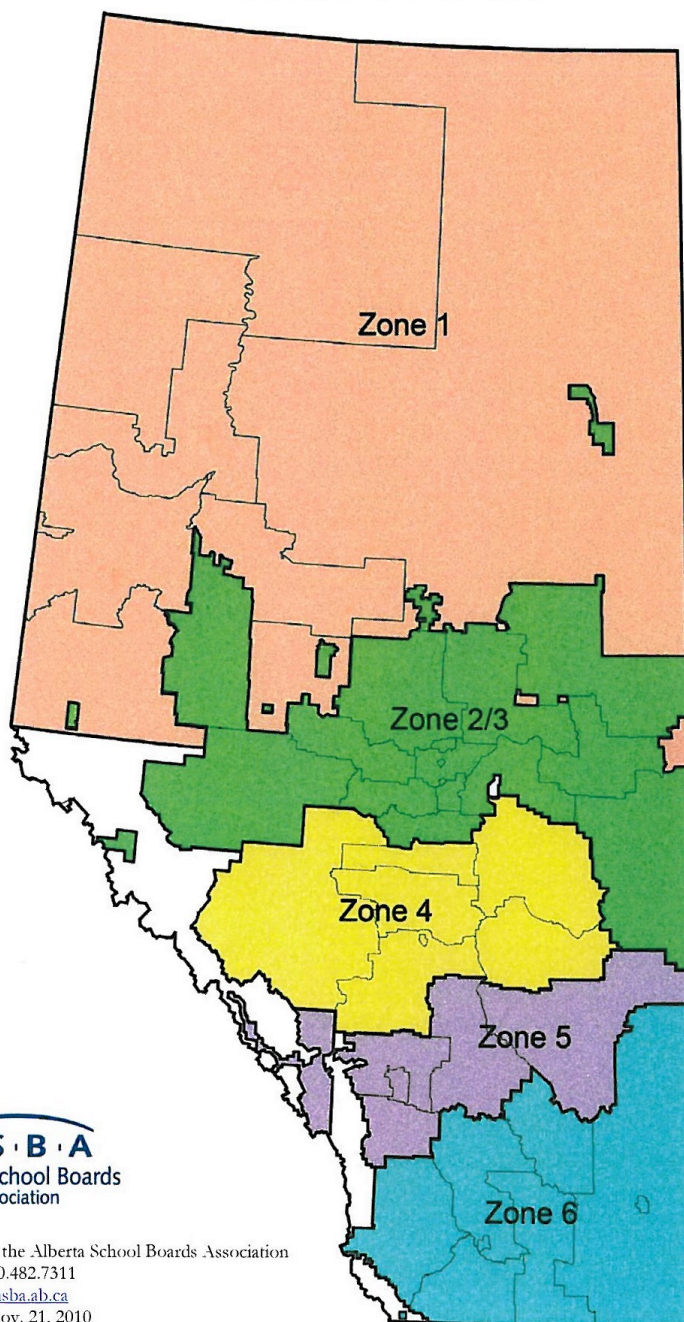 Zone 1
Zone 2/3
Zone 4
Zone 5
Zone 6
S·B·A
School Boards
ociation
the Alberta School Boards Association
0.482.7311
sba.ab.ca
ov. 21, 2010